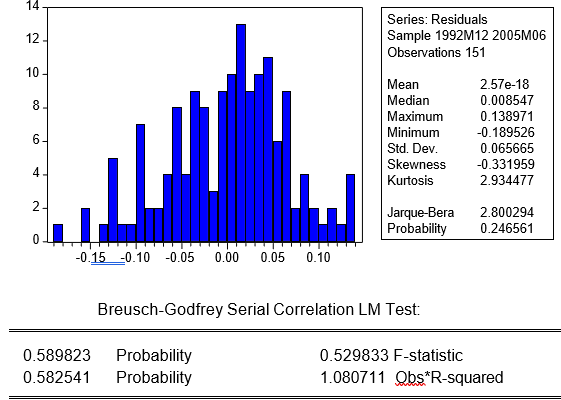 14
12
10
8
6
4
2
0
-0.15 -0.10 -0.05 0.00 0.05 0.10
Series: Residuals
Sample 1992M12 2005M06
Observations 151
Mean 2.57e-18
Median 0.008547
Maximum 0.138971
Minimum -0.189526
Std. Dev. 0.065665
Skewness -0.331959
Kurtosis 2.934477
Jarque-Bera 2.800294
Probability 0.246561
Breusch-Godfrey Serial Correlation LM Test:
0.589823 Probability 0.529833 F-statistic
0.582541 Probability 1.080711 Obs*R-squared